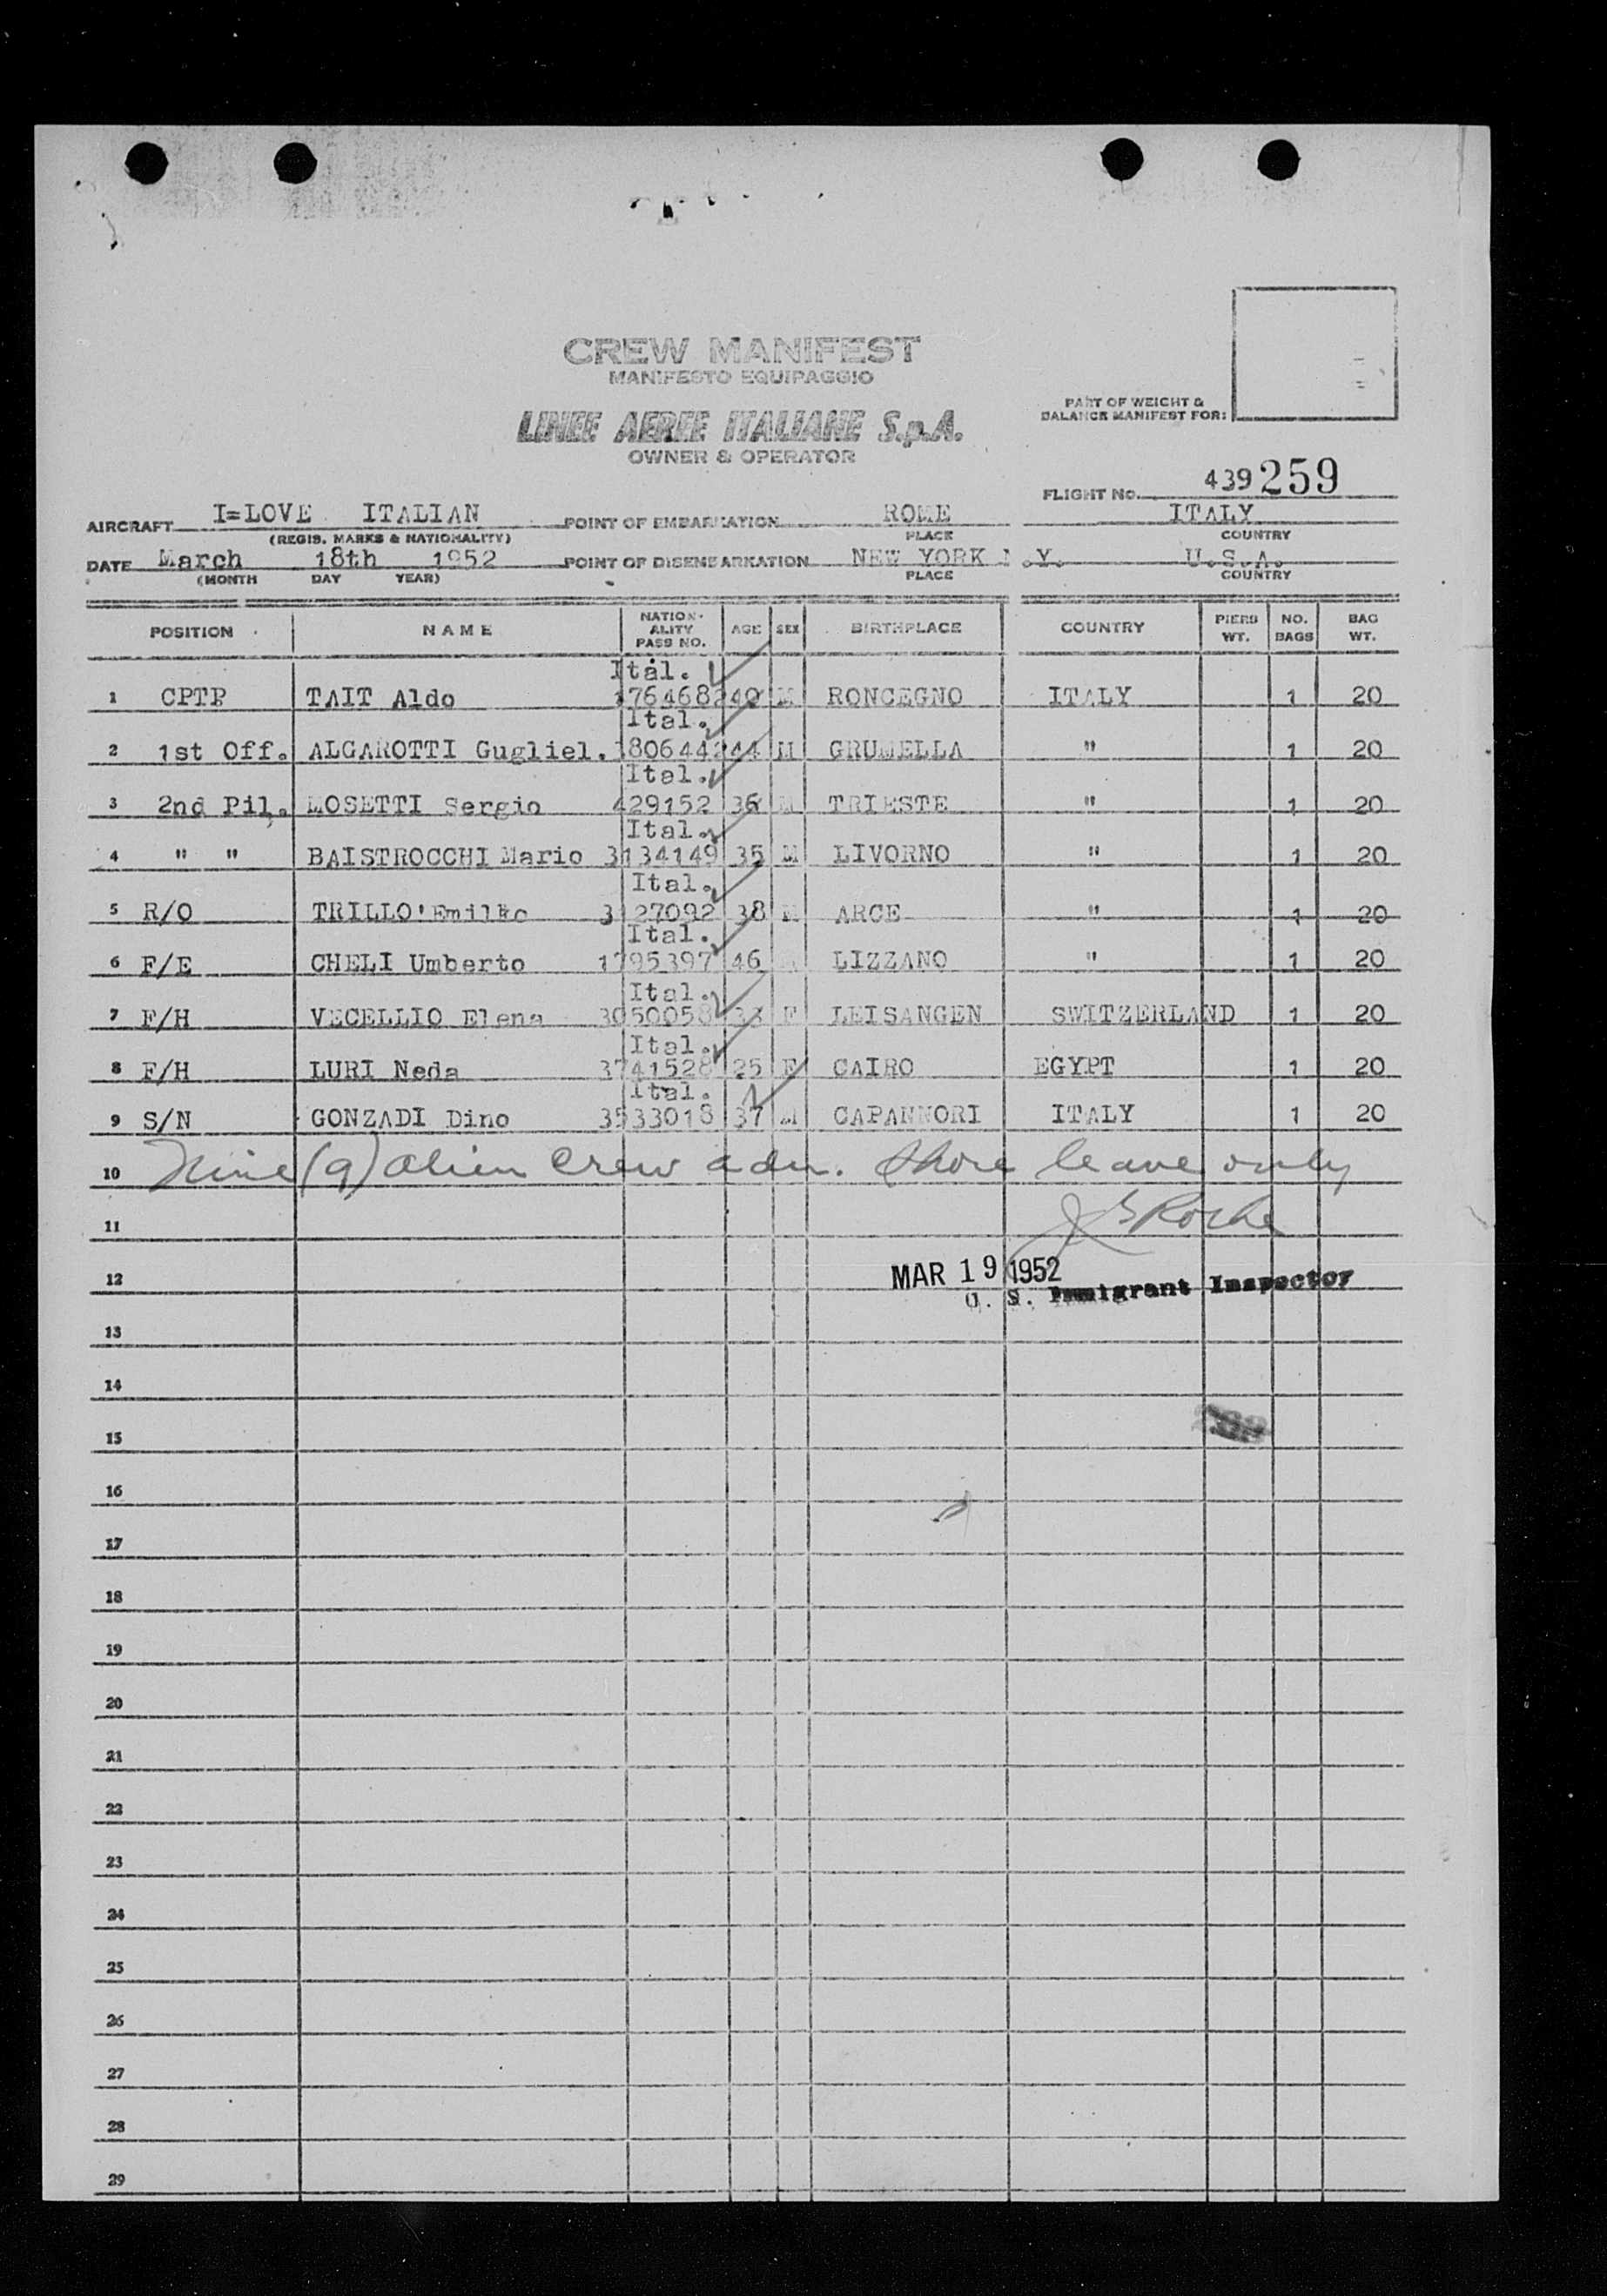 CREW MANIFEST
MANIFESTO EQUIPAGGIO
LINEE AEREE ITALIANE S.p.A.
OWNER & OPERATOR
PART OF WEIGHT &
BALANCE MANIFEST FOR:
FLIGHT No. 439 259
AIRCRAFT I=LOVE ITALIAN POINT OF EMBARKATION ROME ITALY
(REGIS. MARKS & NATIONALITY) PLACE COUNTRY
DATE March 18th 1952 POINT OF DISEMBARKATION NEW YORK N.Y. U.S.A.
(MONTH DAY YEAR) PLACE COUNTRY
POSITION NAME NATION-ALITY PASS NO. AGE SEX BIRTHPLACE COUNTRY PIERS WT. NO. BAGS BAG WT.
Ital.
1 CPTP TAIT Aldo 40 M RONCEGNO ITALY 1 20
Ital.
2 1st Off. ALGAROTTI Gugliel. 44 M GRUMELLA " 1 20
Ital.
3 2nd Pil. MOSETTI Sergio 429152 36 M TRIESTE " 1 20
Ital.
4 " " BAISTROCCHI Mario 3134149 35 M LIVORNO " 1 20
Ital.
5 R/O TRILLO' 3127092 38 M ARCE " 1 20
Ital.
6 F/E CHELI Umberto 1795397 46 LIZZANO " 1 20
Ital.
7 F/H VECELLIO Elena 3050058 33 F LEISANGEN SWITZERLAND 1 20
Ital.
8 F/H LURI Neda 3741528 25 F CAIRO EGYPT 1 20
Ital.
9 S/N GONZADI Dino 3533018 37 M CAPANNORI ITALY 1 20
10 Nine (9) alien crew adm. shore leave only
11 Roche
12 MAR 19 1952
U. S. Immigrant Inspector
13
14
15
16
17
18
19
20
21
22
23
24
25
26
27
28
29